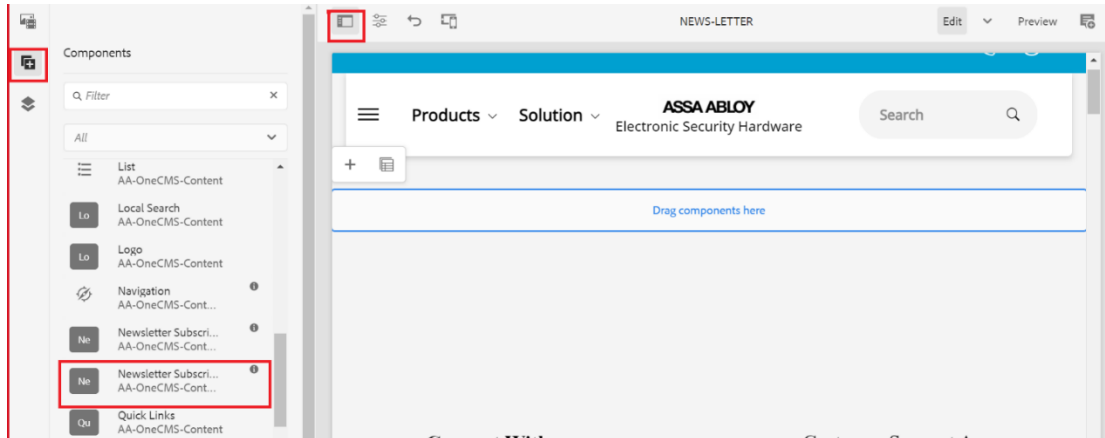 NEWS-LETTER
Edit
Preview
Components
Filter
All
List
AA-OneCMS-Content
Lo
Local Search
AA-OneCMS-Content
Lo
Logo
AA-OneCMS-Content
Navigation
AA-OneCMS-Cont...
Ne
Newsletter Subscri...
AA-OneCMS-Cont...
Ne
Newsletter Subscri...
AA-OneCMS-Cont...
Qu
Quick Links
AA-OneCMS-Content
Products
Solution
ASSA ABLOY
Electronic Security Hardware
Search
Drag components here